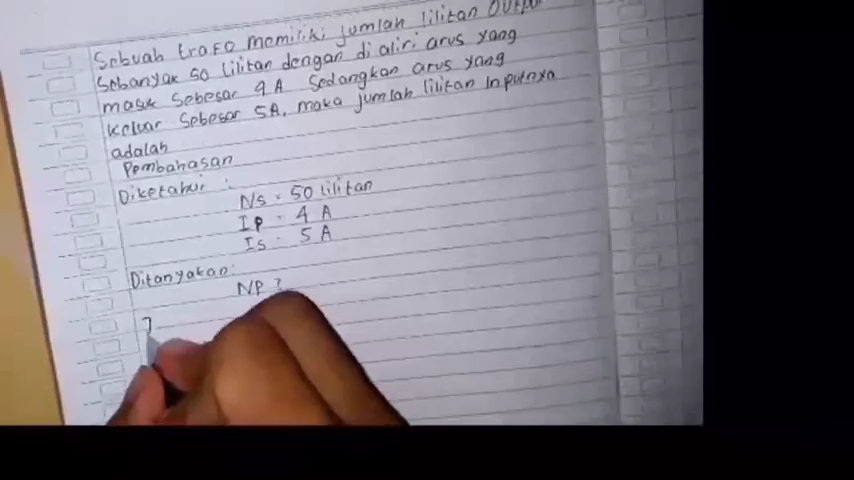 Sebuah traFO memiliki jumlah lilitan Output
Sebanyak 50 lilitan dengan di aliri arus yang
masuk Sebesar 4 A Sedangkan arus yang
Keluar Sebesar 5A, maka jumlah lilitan Inputnya
adalah
Pembahasan
Diketahui :
Ns = 50 lilitan
Ip = 4 A
Is = 5 A
Ditanyakan :
NP ?